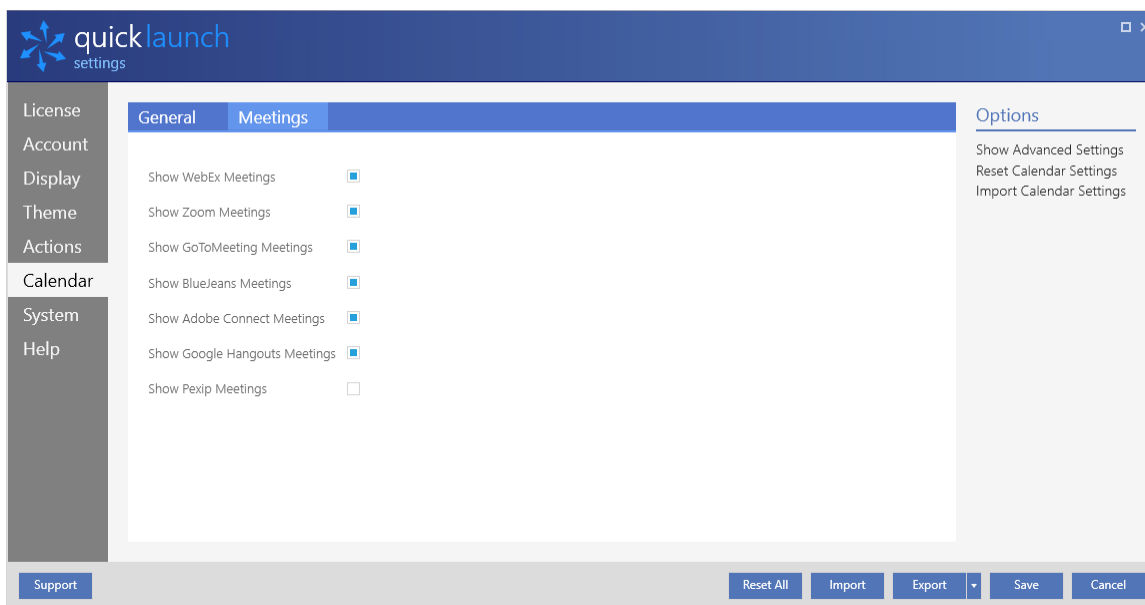 quicklaunch
settings
License
Account
Display
Theme
Actions
Calendar
System
Help
General Meetings
Show WebEx Meetings
Show Zoom Meetings
Show GoToMeeting Meetings
Show BlueJeans Meetings
Show Adobe Connect Meetings
Show Google Hangouts Meetings
Show Pexip Meetings
Options
Show Advanced Settings
Reset Calendar Settings
Import Calendar Settings
Support Reset All Import Export Save Cancel